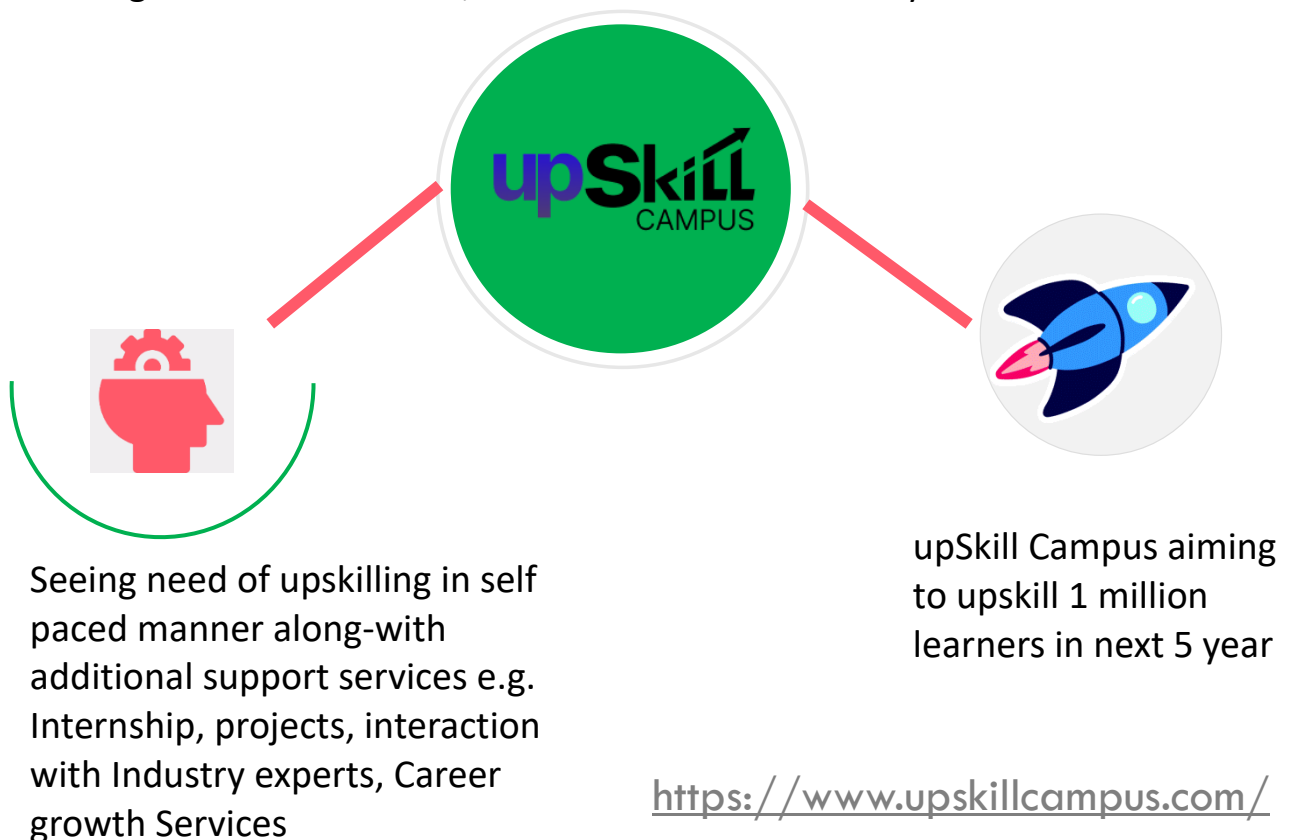 upSkill
CAMPUS
Seeing need of upskilling in self
paced manner along-with
additional support services e.g.
Internship, projects, interaction
with Industry experts, Career
growth Services
upSkill Campus aiming
to upskill 1 million
learners in next 5 year
https://www.upskillcampus.com/